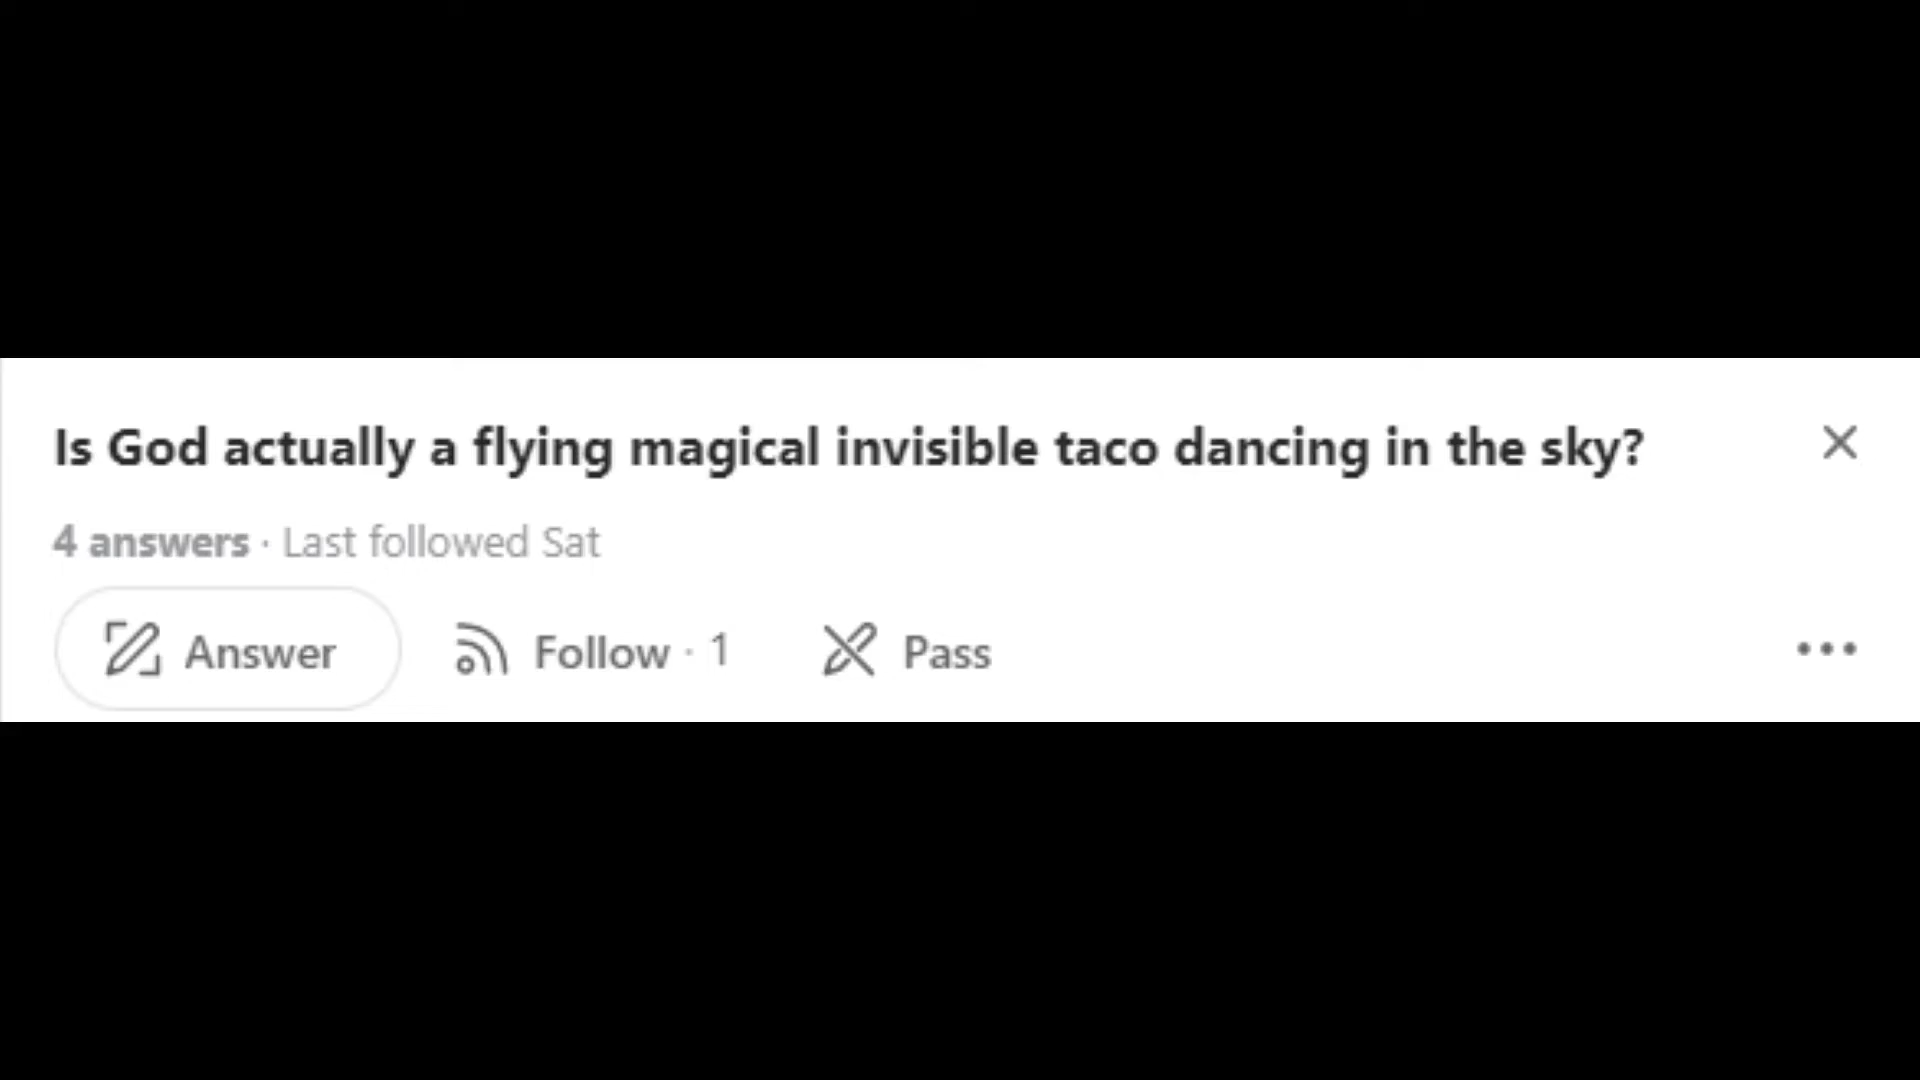 Is God actually a flying magical invisible taco dancing in the sky?
4 answers · Last followed Sat
Answer Follow · 1 Pass